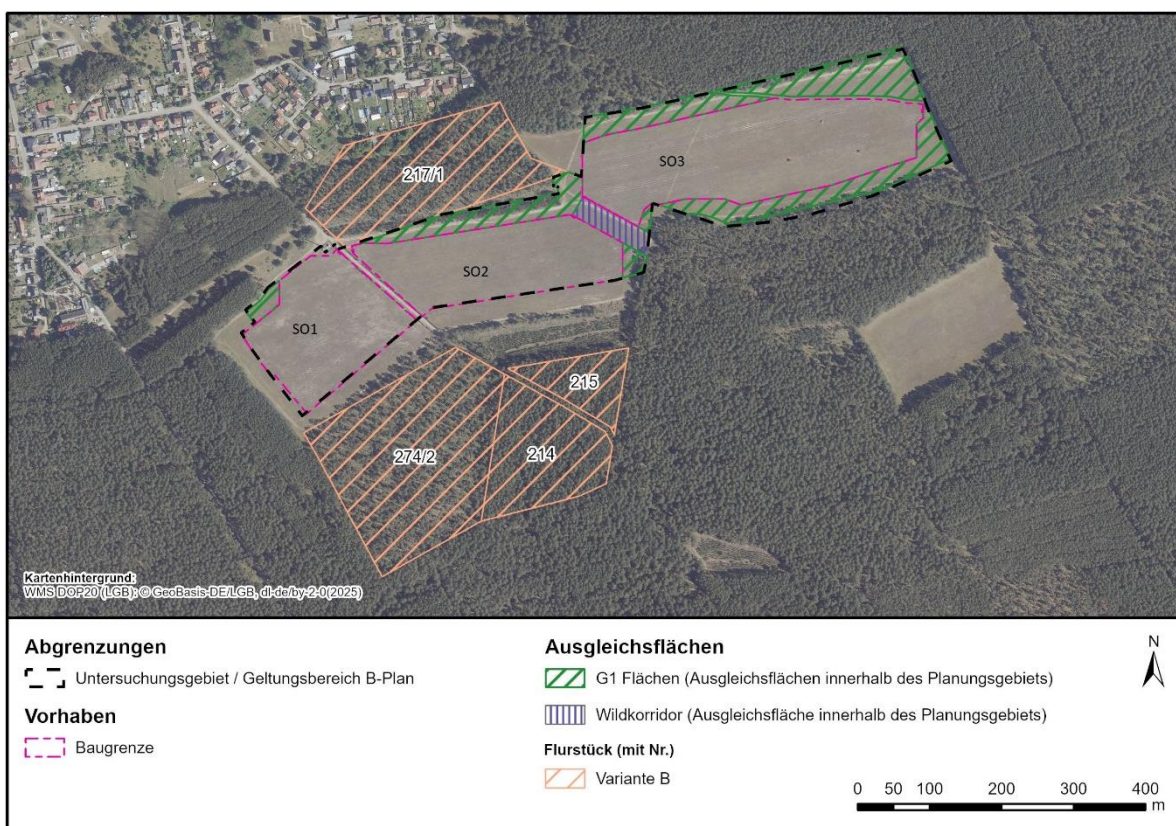 SO3
217/1
SO2
SO1
215
274/2
214
Kartenhintergrund:
WMS DOP20 (LGB): © GeoBasis-DE/LGB, dl-de/by-2-0(2025)
Abgrenzungen
Untersuchungsgebiet / Geltungsbereich B-Plan
Vorhaben
Baugrenze
Ausgleichsflächen
G1 Flächen (Ausgleichsflächen innerhalb des Planungsgebiets)
Wildkorridor (Ausgleichsfläche innerhalb des Planungsgebiets)
Flurstück (mit Nr.)
Variante B
N
0 50 100 200 300 400
m